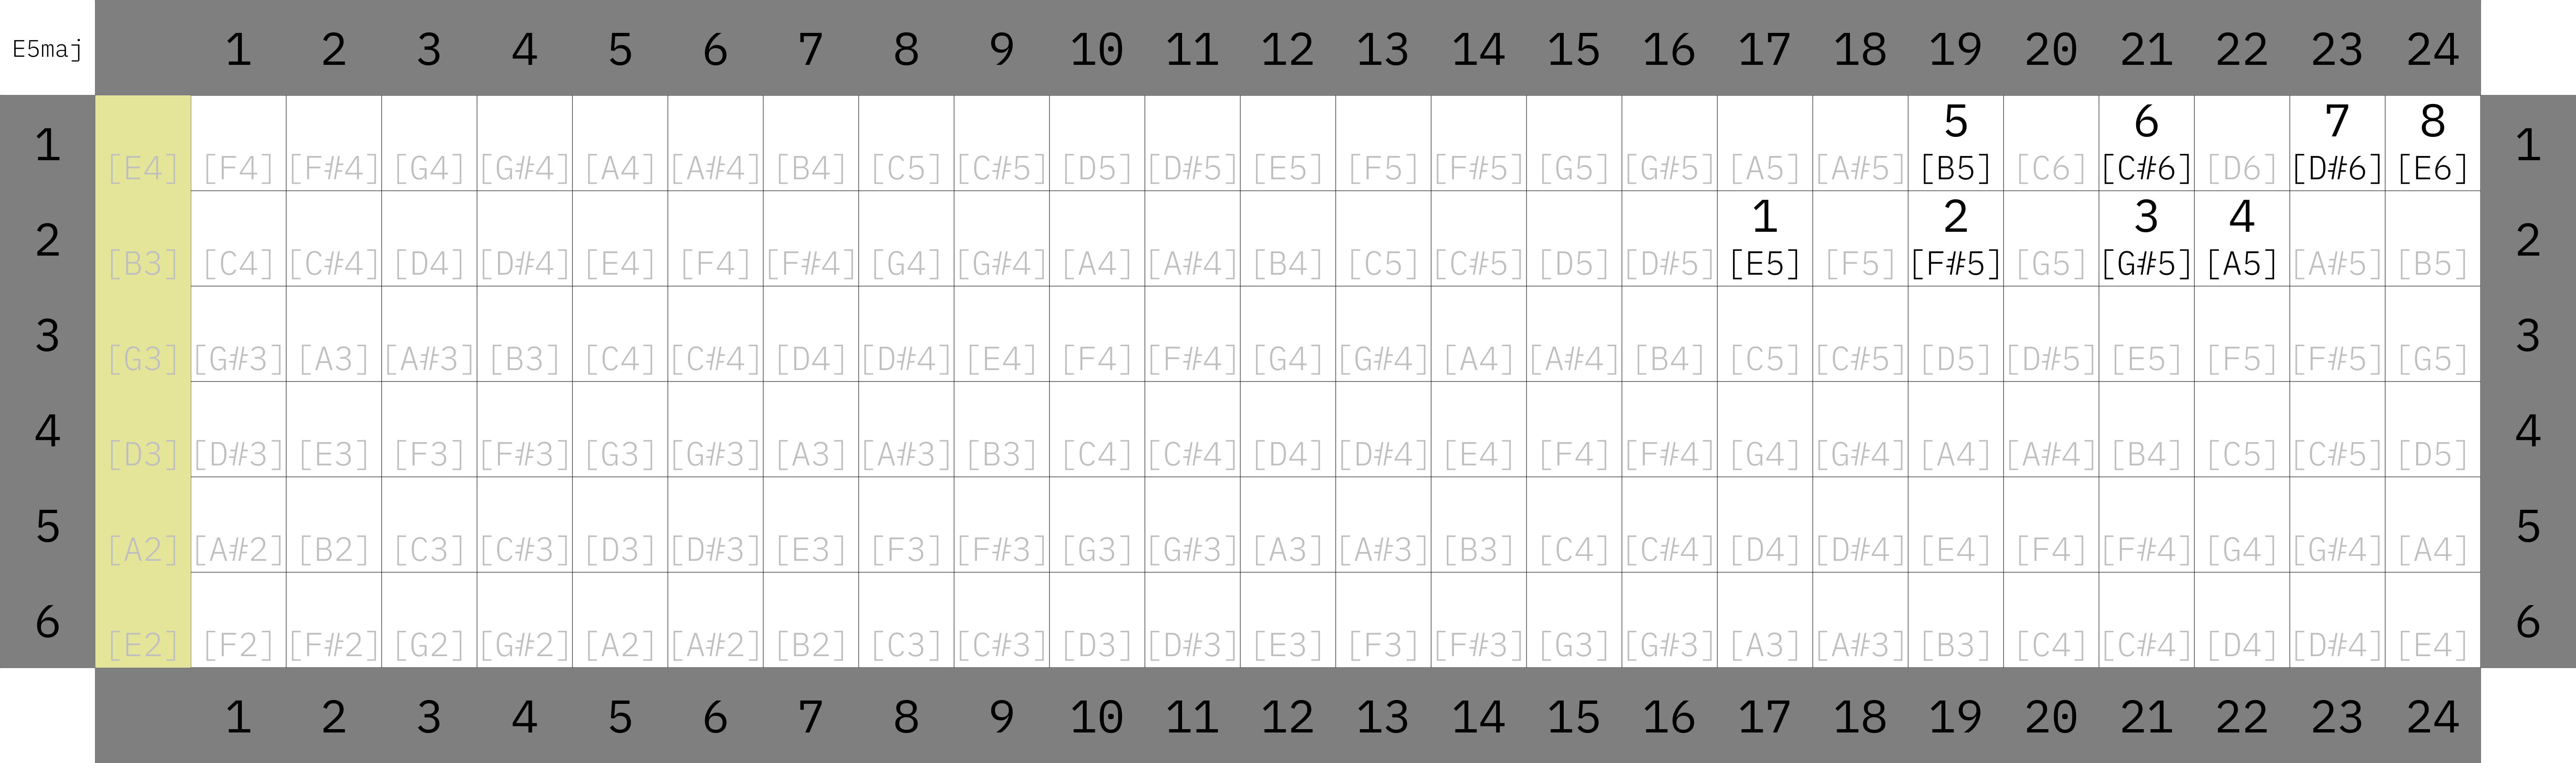 E5maj 1 2 3 4 5 6 7 8 9 10 11 12 13 14 15 16 17 18 19 20 21 22 23 24
5 6 7 8
1 [E4] [F4] [F#4] [G4] [G#4] [A4] [A#4] [B4] [C5] [C#5] [D5] [D#5] [E5] [F5] [F#5] [G5] [G#5] [A5] [A#5] [B5] [C6] [C#6] [D6] [D#6] [E6] 1
1 2 3 4
2 [B3] [C4] [C#4] [D4] [D#4] [E4] [F4] [F#4] [G4] [G#4] [A4] [A#4] [B4] [C5] [C#5] [D5] [D#5] [E5] [F5] [F#5] [G5] [G#5] [A5] [A#5] [B5] 2
3 [G3] [G#3] [A3] [A#3] [B3] [C4] [C#4] [D4] [D#4] [E4] [F4] [F#4] [G4] [G#4] [A4] [A#4] [B4] [C5] [C#5] [D5] [D#5] [E5] [F5] [F#5] [G5] 3
4 [D3] [D#3] [E3] [F3] [F#3] [G3] [G#3] [A3] [A#3] [B3] [C4] [C#4] [D4] [D#4] [E4] [F4] [F#4] [G4] [G#4] [A4] [A#4] [B4] [C5] [C#5] [D5] 4
5 [A2] [A#2] [B2] [C3] [C#3] [D3] [D#3] [E3] [F3] [F#3] [G3] [G#3] [A3] [A#3] [B3] [C4] [C#4] [D4] [D#4] [E4] [F4] [F#4] [G4] [G#4] [A4] 5
6 [E2] [F2] [F#2] [G2] [G#2] [A2] [A#2] [B2] [C3] [C#3] [D3] [D#3] [E3] [F3] [F#3] [G3] [G#3] [A3] [A#3] [B3] [C4] [C#4] [D4] [D#4] [E4] 6
1 2 3 4 5 6 7 8 9 10 11 12 13 14 15 16 17 18 19 20 21 22 23 24